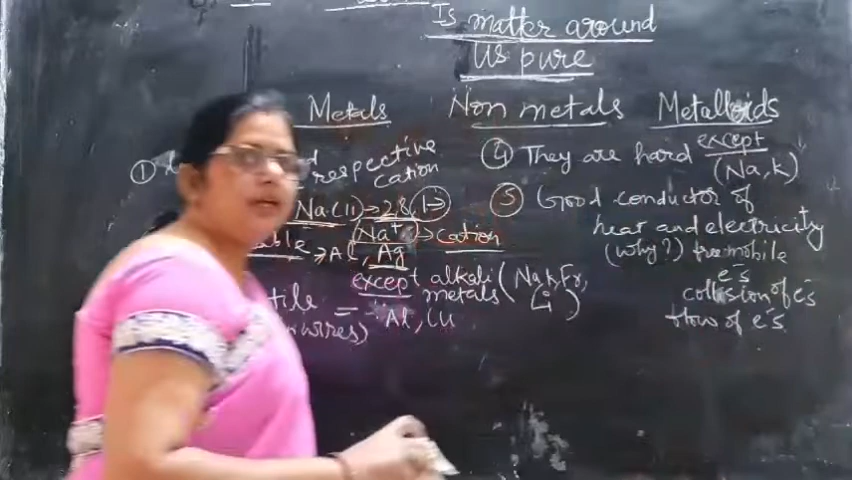 Is matter around
us pure
Metals Non metals Metalloids
① respective
cation
Na(11) → 2,8,1 →
Na⁺ → cation
→ Al, Ag
except alkali (Na,K,Fr,
metals Li)
tile = Al, Cu
wires)
④ They are hard except
(Na,K)
⑤ Good conductor of
heat and electricity
(why?) free mobile
e⁻s
collision of e⁻s
flow of e⁻s